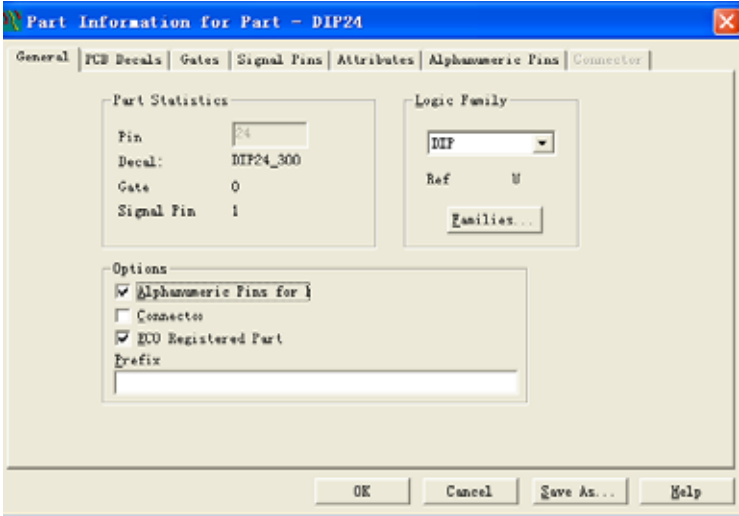 Part Information for Part - DIP24
General PCB Decals Gates Signal Pins Attributes Alphanumeric Pins Connector
Part Statistics
Pin 24
Decal: DIP24_300
Gate 0
Signal Pin 1
Logic Family
DIP
Ref U
Families...
Options
Alphanumeric Pins for
Connector
ECO Registered Part
Prefix
OK Cancel Save As... Help